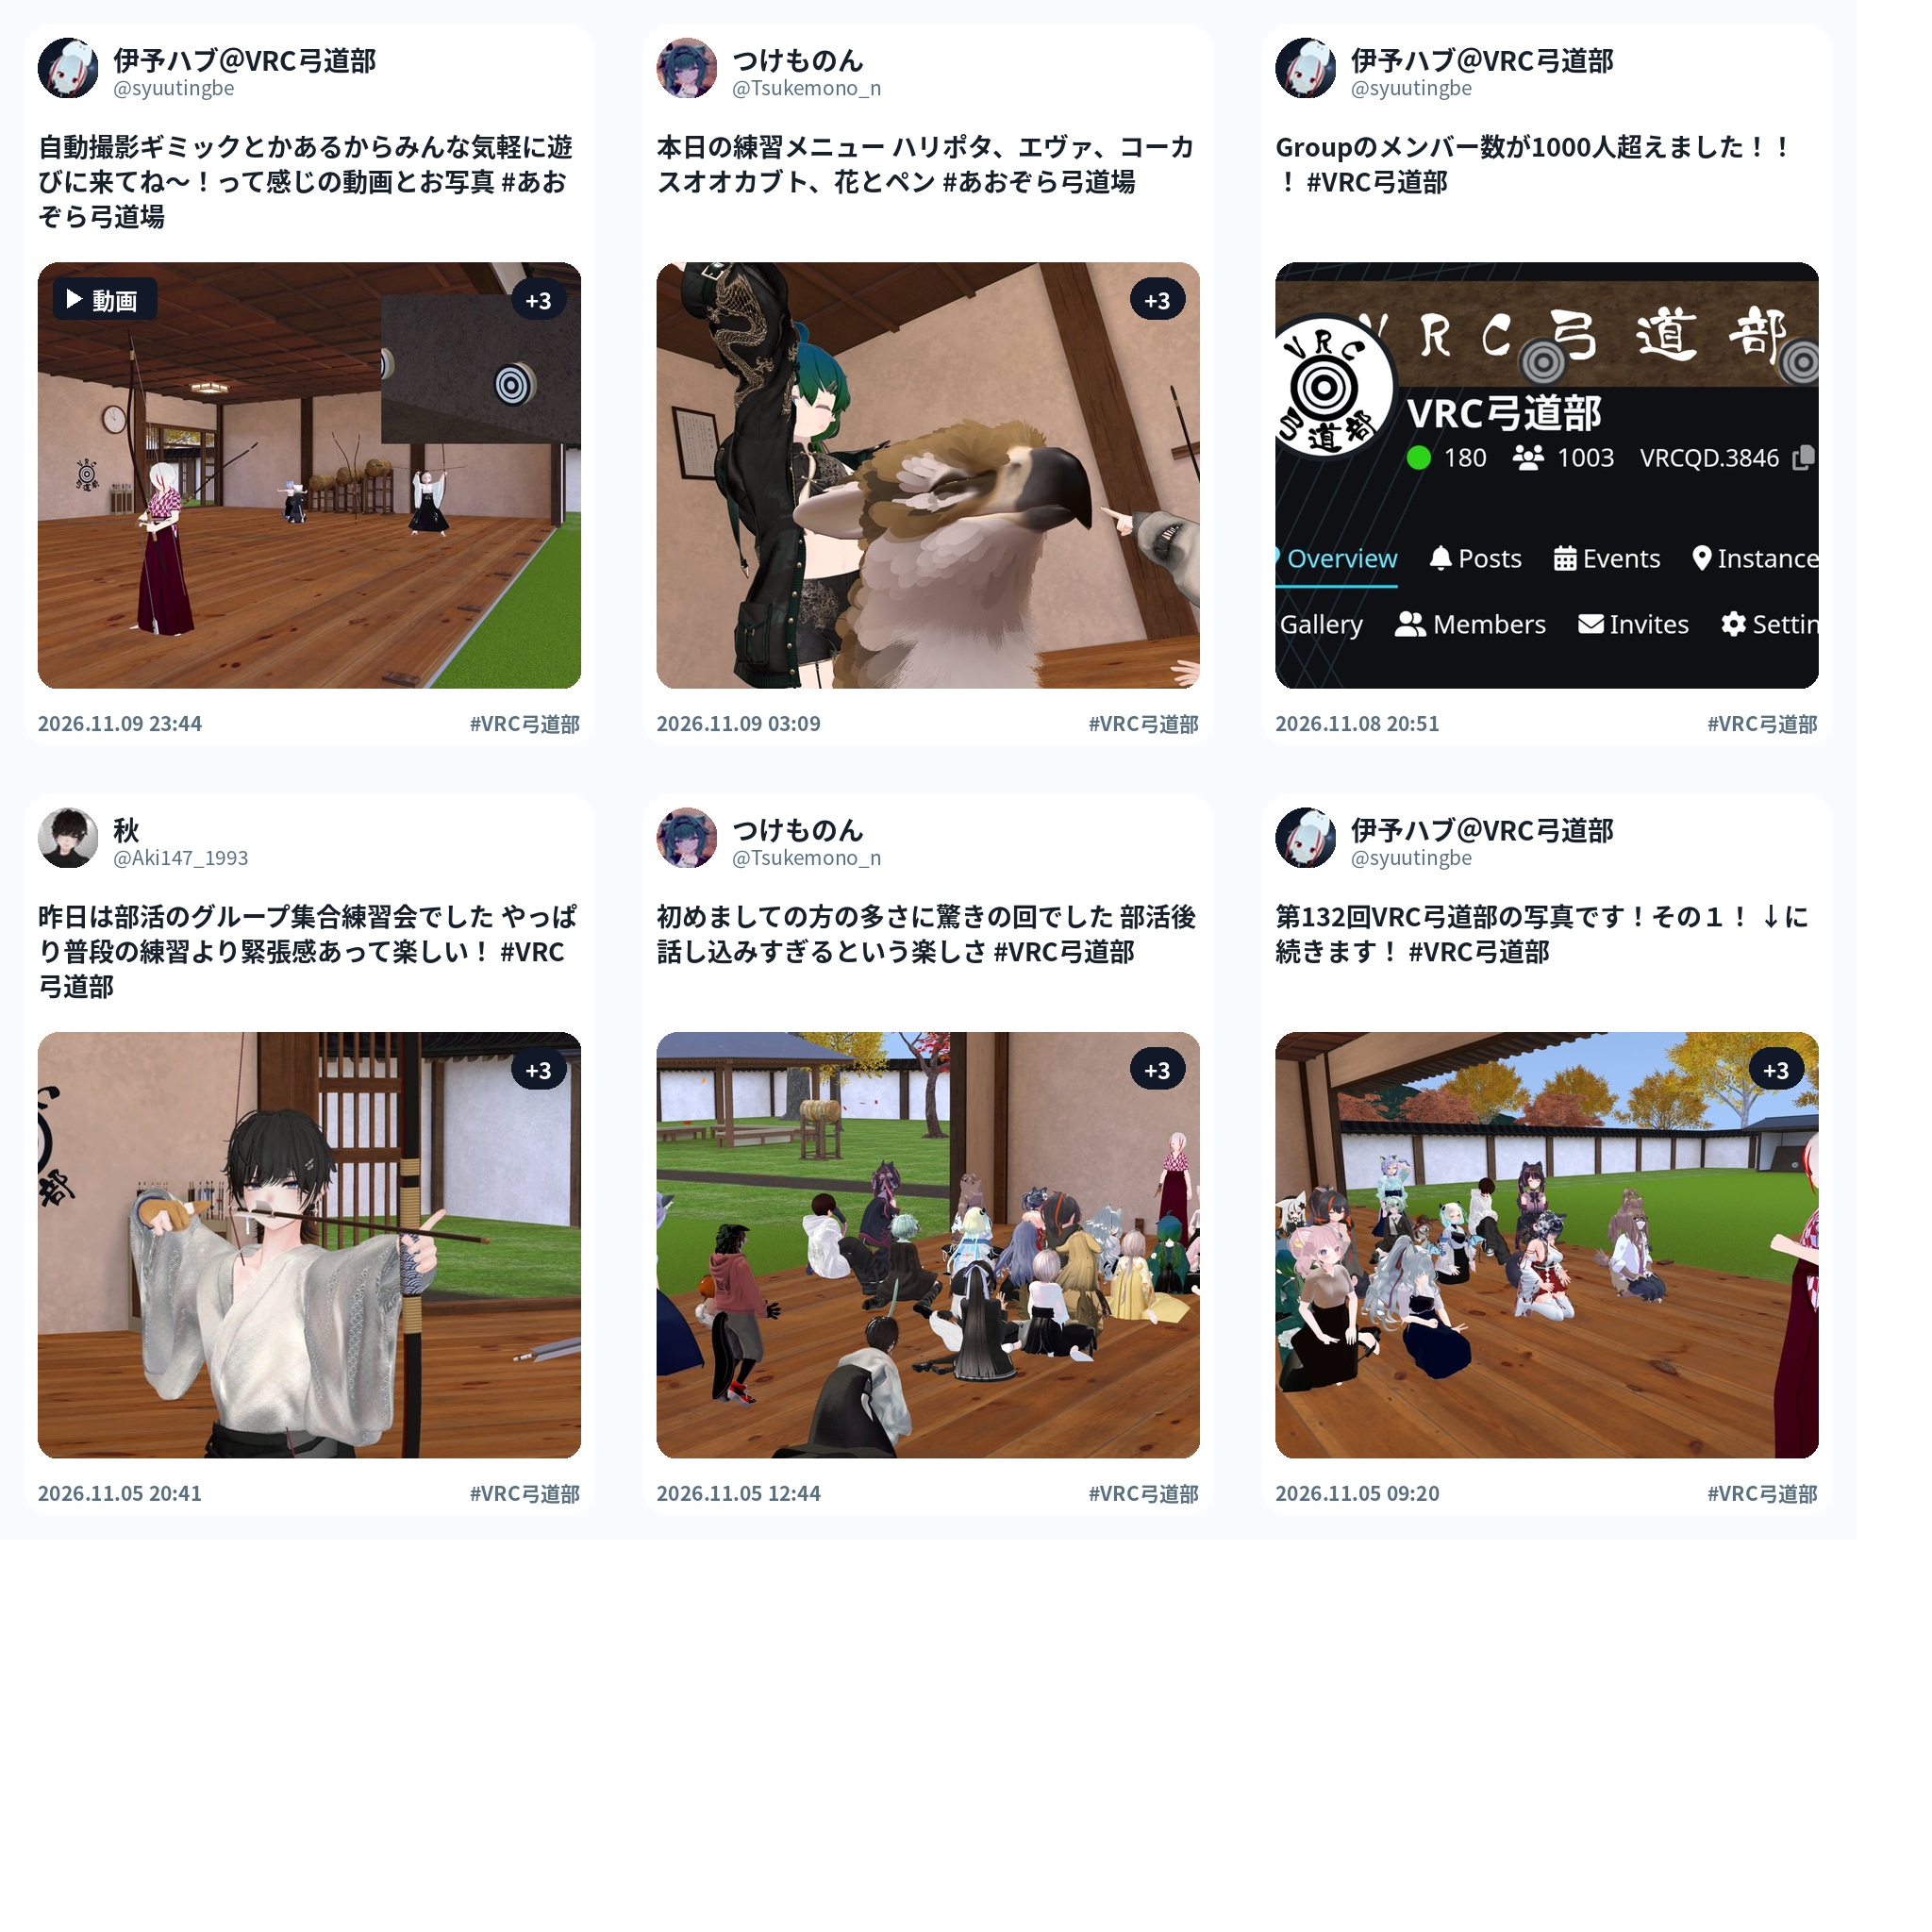 伊予ハブ@VRC弓道部
@syuutingbe
自動撮影ギミックとかあるからみんな気軽に遊
びに来てね～！って感じの動画とお写真 #あお
ぞら弓道場
動画
+3
VRC
弓道部
2026.11.09 23:44
#VRC弓道部
つけものん
@Tsukemono_n
本日の練習メニュー ハリポタ、エヴァ、コーカ
スオオカブト、花とペン #あおぞら弓道場
+3
2026.11.09 03:09
#VRC弓道部
伊予ハブ@VRC弓道部
@syuutingbe
Groupのメンバー数が1000人超えました！！
！ #VRC弓道部
VRC弓道部
VRC
弓道部
VRC弓道部
180 1003 VRCQD.3846
Overview Posts Events Instance
Gallery Members Invites Settin
2026.11.08 20:51
#VRC弓道部
秋
@Aki147_1993
昨日は部活のグループ集合練習会でした やっぱ
り普段の練習より緊張感あって楽しい！ #VRC
弓道部
+3
部
2026.11.05 20:41
#VRC弓道部
つけものん
@Tsukemono_n
初めましての方の多さに驚きの回でした 部活後
話し込みすぎるという楽しさ #VRC弓道部
+3
2026.11.05 12:44
#VRC弓道部
伊予ハブ@VRC弓道部
@syuutingbe
第132回VRC弓道部の写真です！その１！ ↓に
続きます！ #VRC弓道部
+3
2026.11.05 09:20
#VRC弓道部